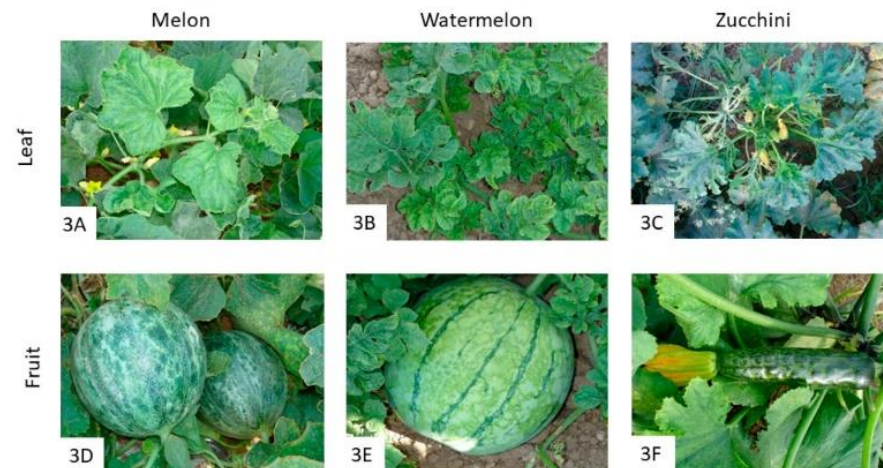 Melon Watermelon Zucchini
Leaf
3A 3B 3C
Fruit
3D 3E 3F